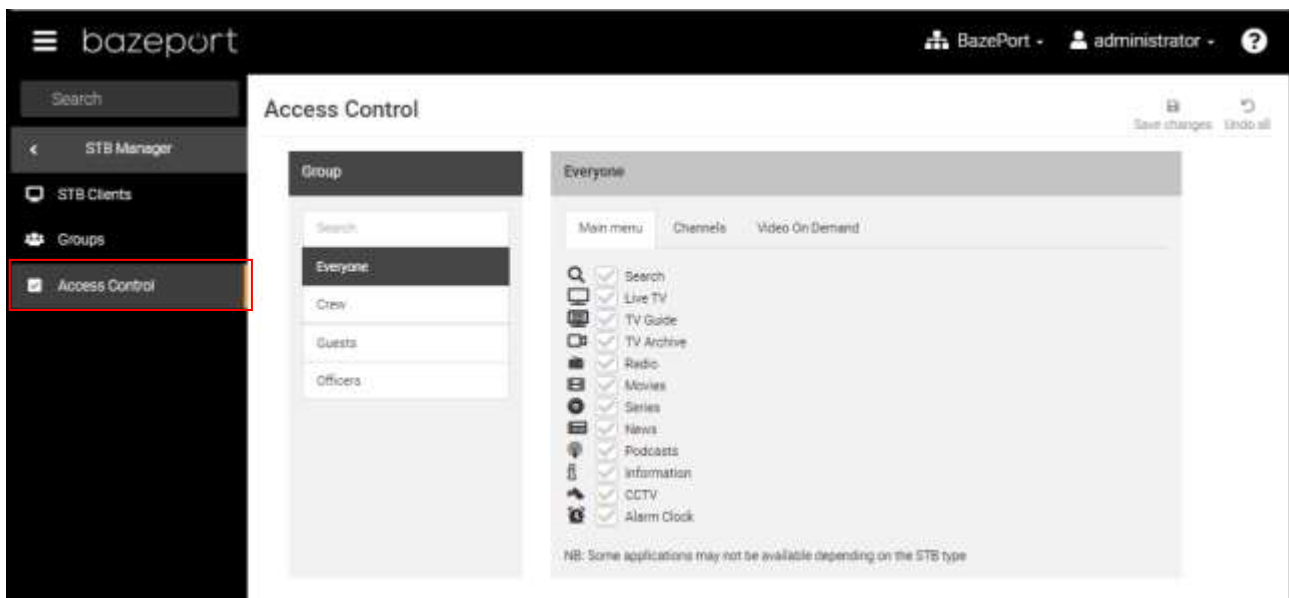 bazeport
BazePort
administrator
?
Search
Access Control
Save changes
Undo all
STB Manager
STB Clients
Groups
Access Control
Group
Search
Everyone
Crew
Guests
Officers
Everyone
Main menu
Channels
Video On Demand
Search
Live TV
TV Guide
TV Archive
Radio
Movies
Series
News
Podcasts
Information
CCTV
Alarm Clock
NB: Some applications may not be available depending on the STB type